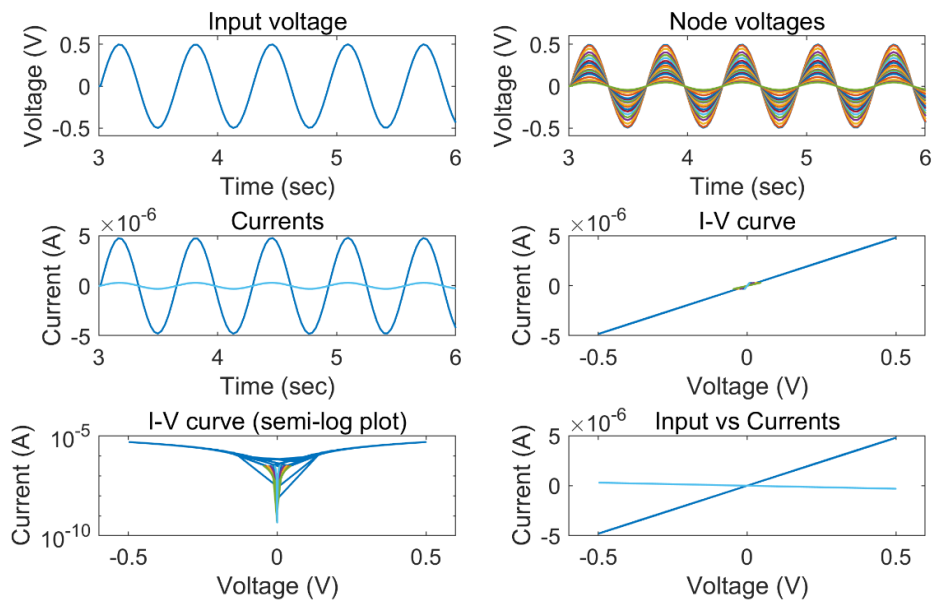 Input voltage
Voltage (V)
0.5
0
-0.5
3
4
5
6
Time (sec)
Node voltages
Voltage (V)
0.5
0
-0.5
3
4
5
6
Time (sec)
Currents
×10⁻⁶
Current (A)
5
0
-5
3
4
5
6
Time (sec)
I-V curve
×10⁻⁶
Current (A)
5
0
-5
-0.5
0
0.5
Voltage (V)
I-V curve (semi-log plot)
Current (A)
10⁻⁵
10⁻¹⁰
-0.5
0
0.5
Voltage (V)
Input vs Currents
×10⁻⁶
Current (A)
5
0
-5
-0.5
0
0.5
Voltage (V)